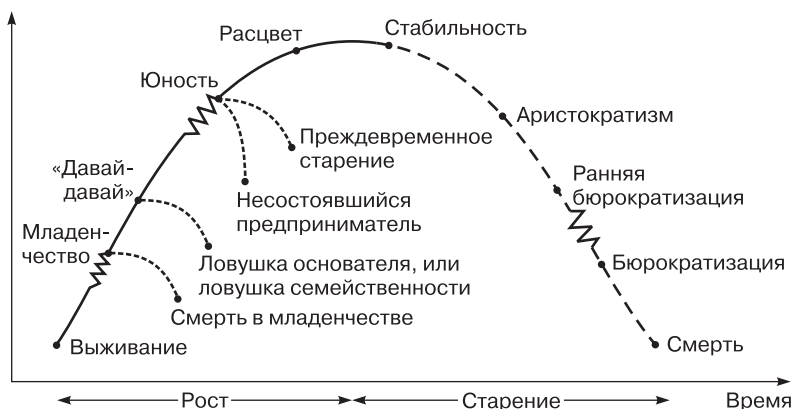 Расцвет
Стабильность
Юность
Аристократизм
Преждевременное
старение
«Давай-
давай»
Ранняя
бюрократизация
Несостоявшийся
предприниматель
Младен-
чество
Ловушка основателя, или
ловушка семейственности
Бюрократизация
Смерть в младенчестве
Выживание
Смерть
Рост
Старение
Время